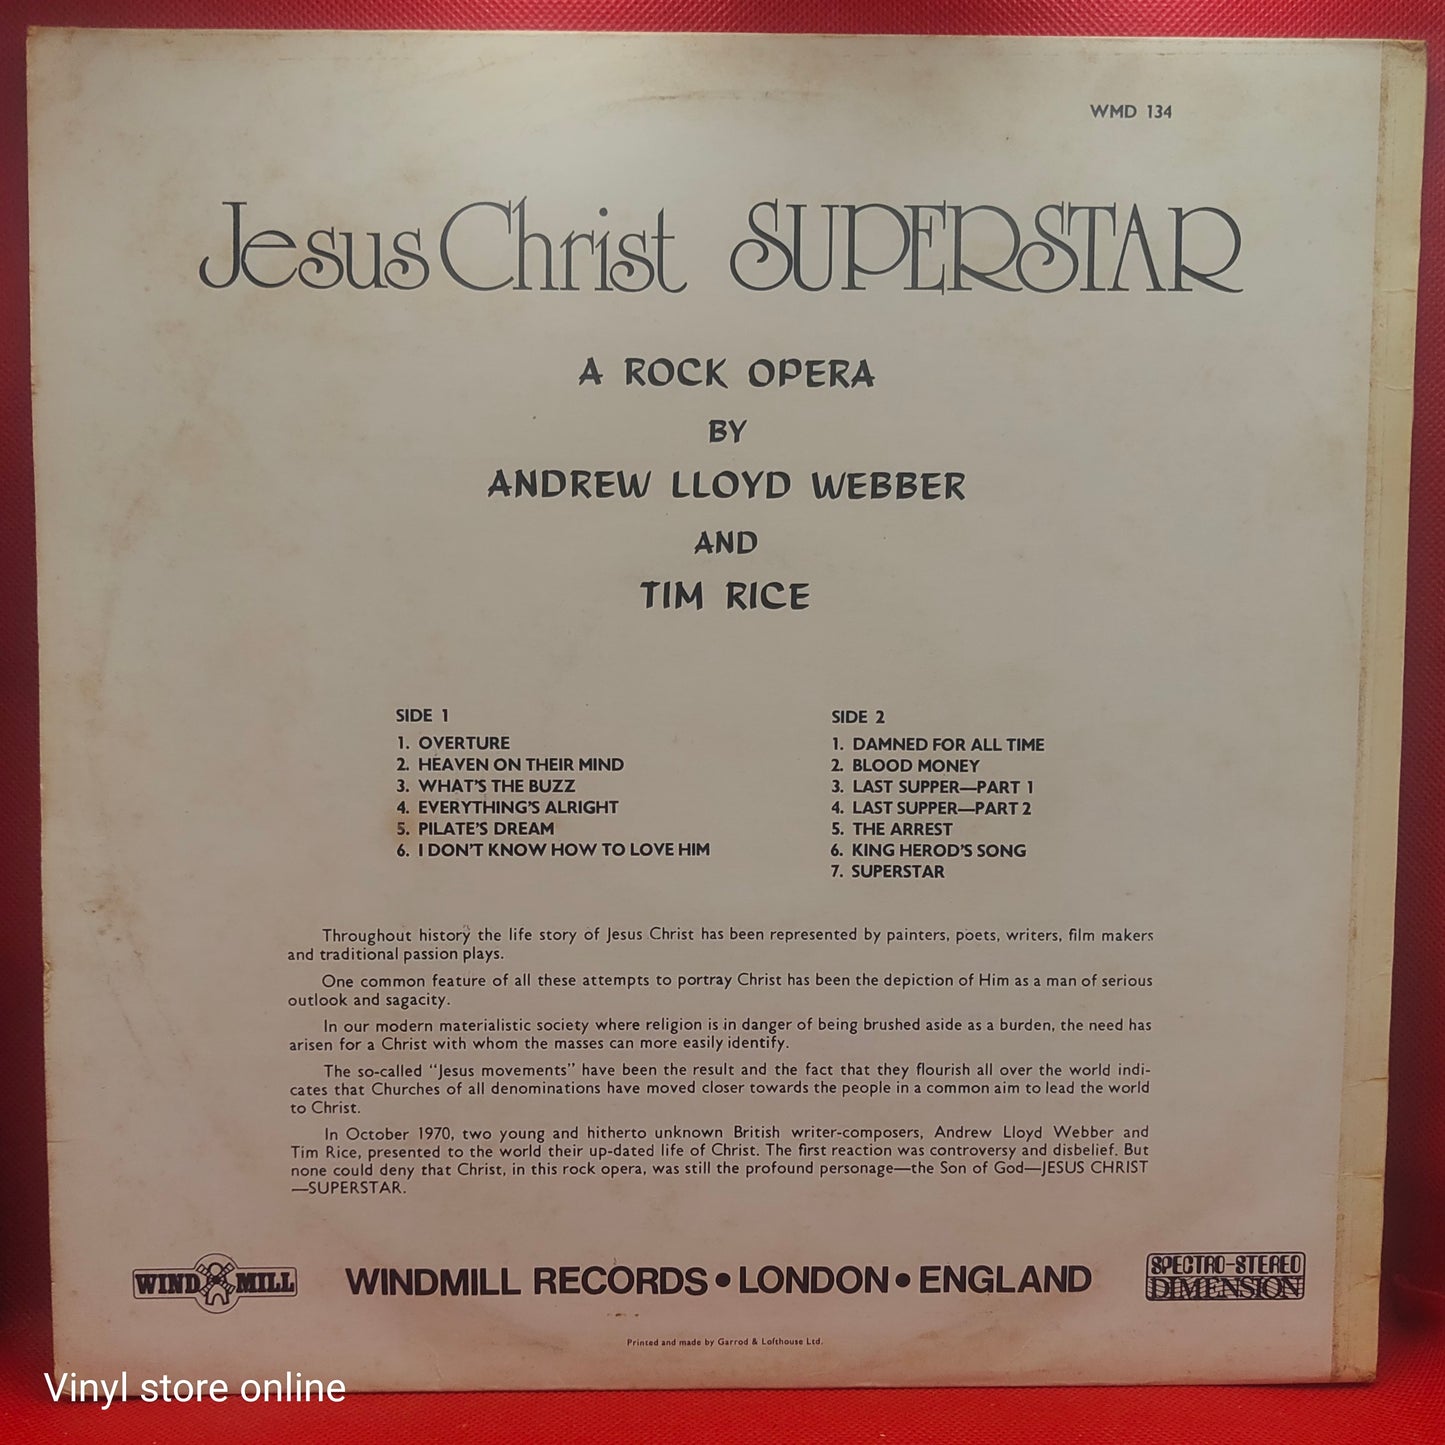 WMD 134
Jesus Christ SUPERSTAR
A ROCK OPERA
BY
ANDREW LLOYD WEBBER
AND
TIM RICE
SIDE 1
1. OVERTURE
2. HEAVEN ON THEIR MIND
3. WHAT'S THE BUZZ
4. EVERYTHING'S ALRIGHT
5. PILATE'S DREAM
6. I DON'T KNOW HOW TO LOVE HIM
SIDE 2
1. DAMNED FOR ALL TIME
2. BLOOD MONEY
3. LAST SUPPER—PART 1
4. LAST SUPPER—PART 2
5. THE ARREST
6. KING HEROD'S SONG
7. SUPERSTAR
Throughout history the life story of Jesus Christ has been represented by painters, poets, writers, film makers
and traditional passion plays.
One common feature of all these attempts to portray Christ has been the depiction of Him as a man of serious
outlook and sagacity.
In our modern materialistic society where religion is in danger of being brushed aside as a burden, the need has
arisen for a Christ with whom the masses can more easily identify.
The so-called "Jesus movements" have been the result and the fact that they flourish all over the world indi-
cates that Churches of all denominations have moved closer towards the people in a common aim to lead the world
to Christ.
In October 1970, two young and hitherto unknown British writer-composers, Andrew Lloyd Webber and
Tim Rice, presented to the world their up-dated life of Christ. The first reaction was controversy and disbelief. But
none could deny that Christ, in this rock opera, was still the profound personage—the Son of God—JESUS CHRIST
—SUPERSTAR.
WIND MILL
WINDMILL RECORDS • LONDON • ENGLAND
SPECTRO-STEREO
DIMENSION
Printed and made by Garrod & Lofthouse Ltd.
Vinyl store online